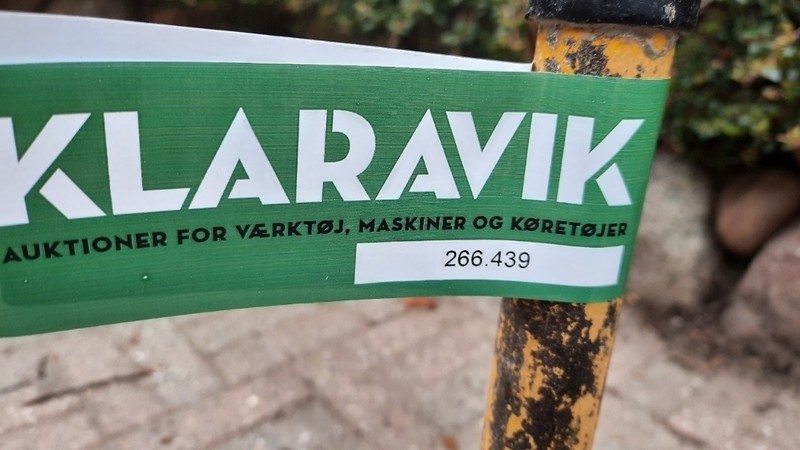 KLARAVIK
AUKTIONER FOR VÆRKTØJ, MASKINER OG KØRETØJER
266.439